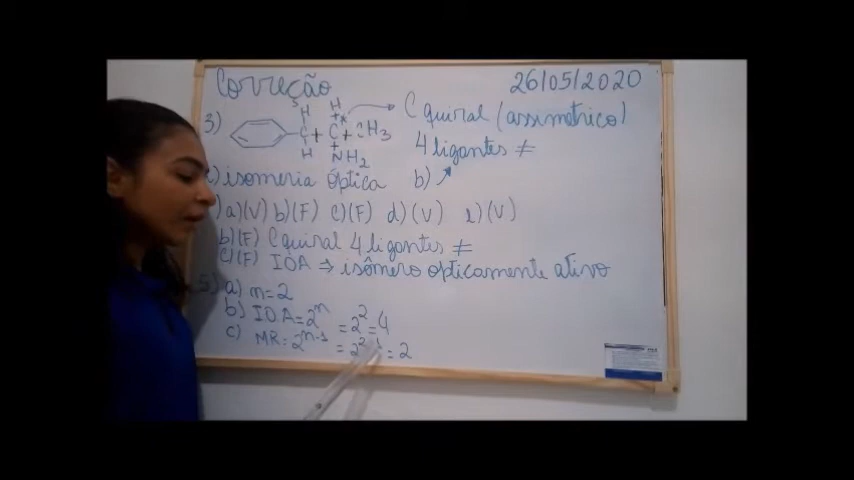 Correção 26/05/2020
3) H H C quiral (assimétrico)
C + C* + CH3
H NH2 4 ligantes ≠
isomeria óptica b)
a)(V) b)(F) c)(F) d)(V) e)(V)
b)(F) C quiral 4 ligantes ≠
c)(F) IOA ⇒ isômero opticamente ativo
5) a) n=2
b) IOA = 2^n = 2^2 = 4
c) MR: 2^n-1 = 2^2-1 = 2